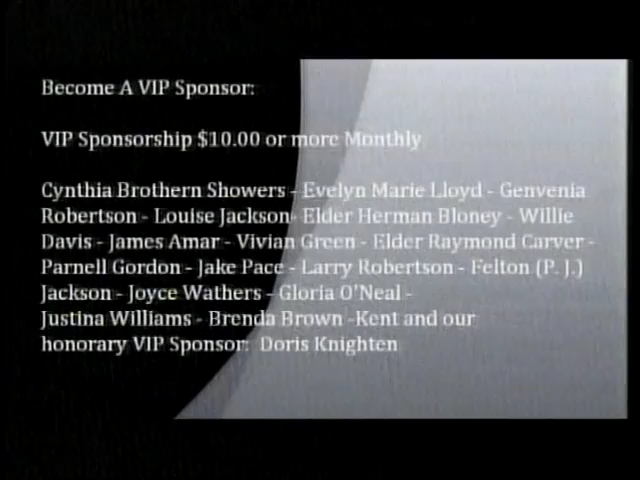 Become A VIP Sponsor:
VIP Sponsorship $10.00 or more Monthly
Cynthia Brothern Showers - Evelyn Marie Lloyd - Genvenia
Robertson - Louise Jackson- Elder Herman Bloney - Willie
Davis - James Amar - Vivian Green - Elder Raymond Carver -
Parnell Gordon - Jake Pace - Larry Robertson - Felton (P. J.)
Jackson - Joyce Wathers - Gloria O'Neal -
Justina Williams - Brenda Brown -Kent and our
honorary VIP Sponsor:  Doris Knighten